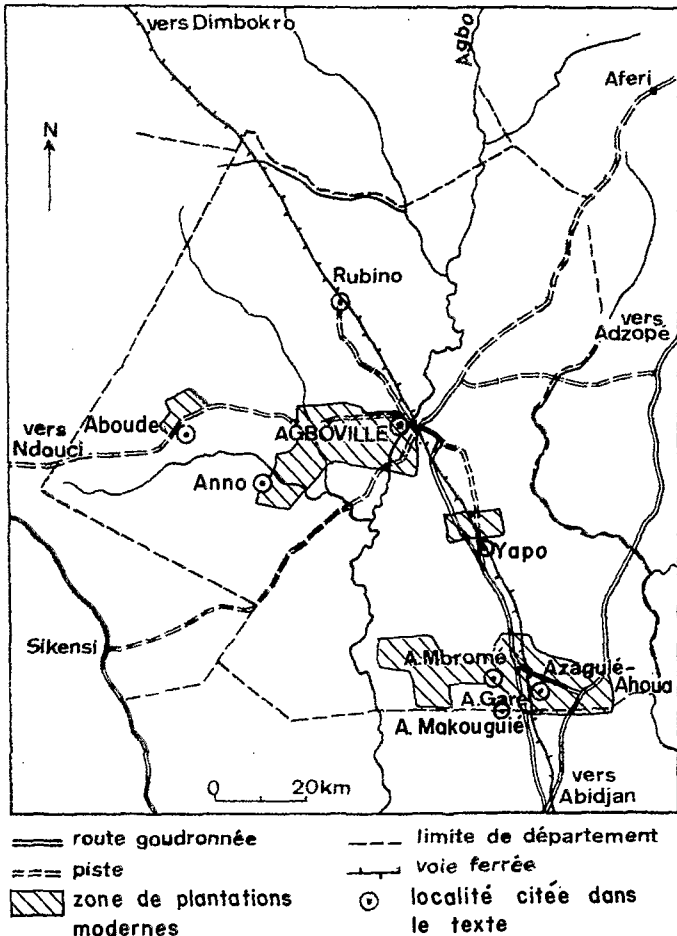 vers Dimbokro
Agbo
Aferi
N
Rubino
vers
Adzopé
vers
Ndouci
Aboude
AGBOVILLE
Anno
Yapo
Sikensi
A.Mbromé
Azaguié-
Ahoua
A.Gare
A. Makouguié
0 20km
vers
Abidjan
route goudronnée
limite de département
piste
voie ferrée
zone de plantations
modernes
localité citée dans
le texte